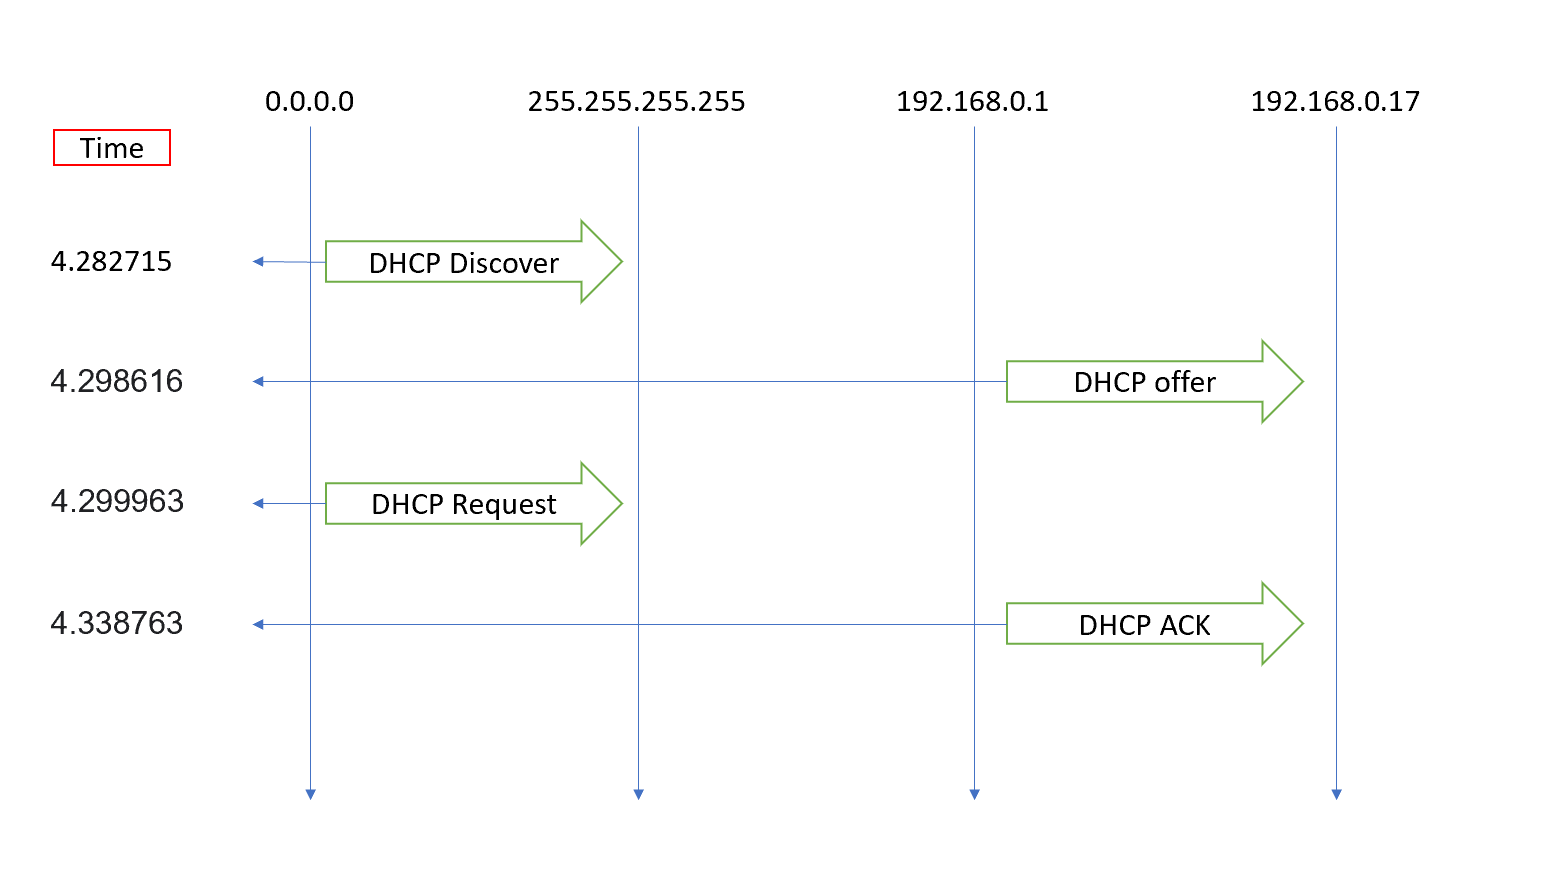 0.0.0.0 255.255.255.255 192.168.0.1 192.168.0.17
Time
4.282715 DHCP Discover
4.298616 DHCP offer
4.299963 DHCP Request
4.338763 DHCP ACK